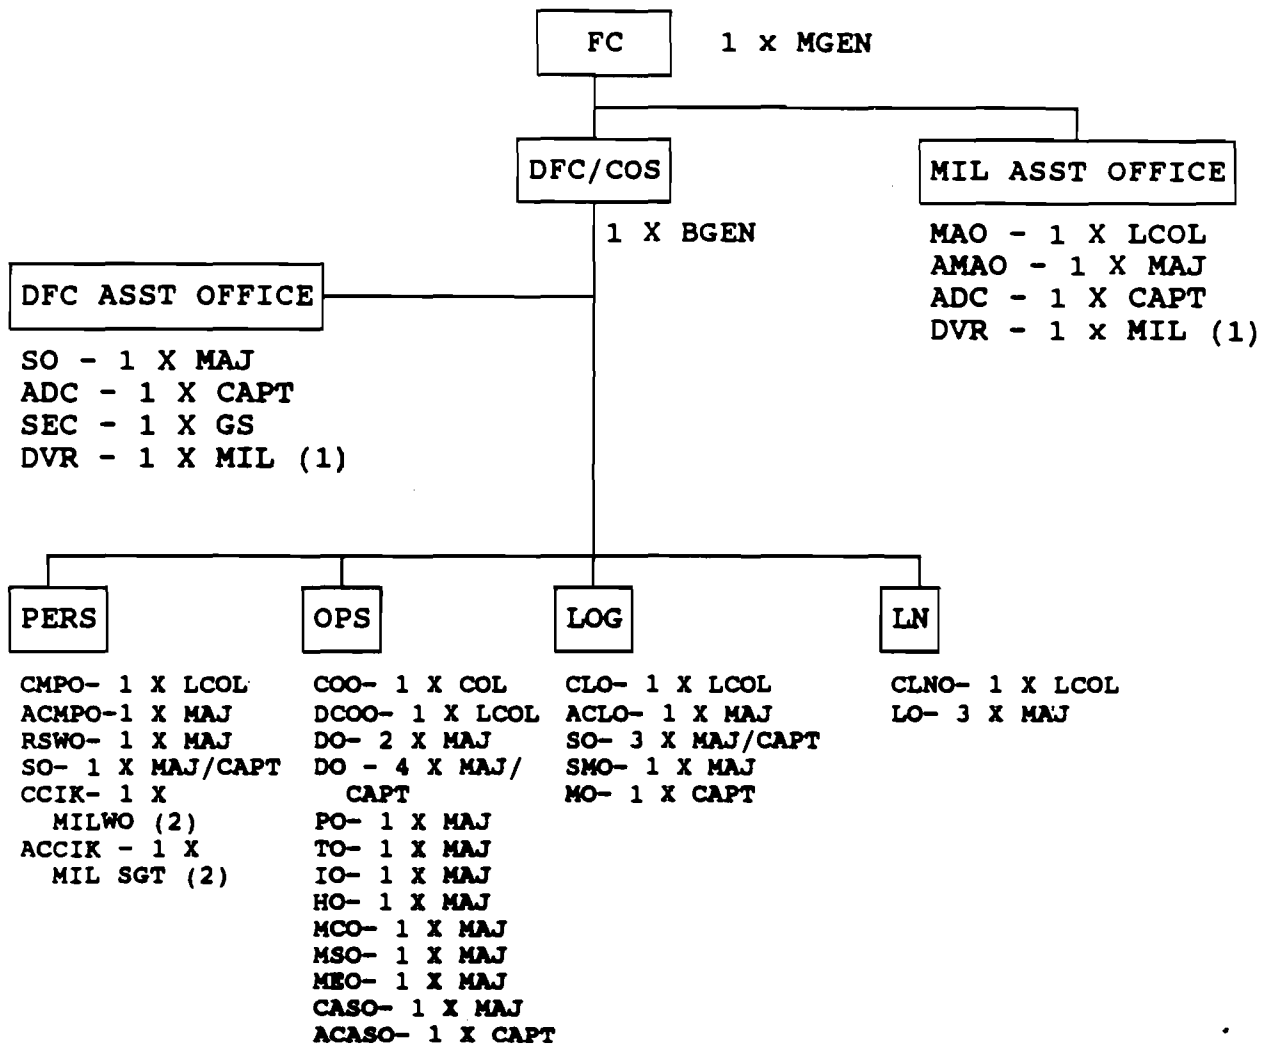 FC
1 x MGEN
DFC/COS
1 X BGEN
MIL ASST OFFICE
MAO - 1 X LCOL
AMAO - 1 X MAJ
ADC - 1 X CAPT
DVR - 1 x MIL (1)
DFC ASST OFFICE
SO - 1 X MAJ
ADC - 1 X CAPT
SEC - 1 X GS
DVR - 1 X MIL (1)
PERS
CMPO- 1 X LCOL
ACMPO-1 X MAJ
RSWO- 1 X MAJ
SO- 1 X MAJ/CAPT
CCIK- 1 X
MILWO (2)
ACCIK - 1 X
MIL SGT (2)
OPS
COO- 1 X COL
DCOO- 1 X LCOL
DO- 2 X MAJ
DO - 4 X MAJ/
CAPT
PO- 1 X MAJ
TO- 1 X MAJ
IO- 1 X MAJ
HO- 1 X MAJ
MCO- 1 X MAJ
MSO- 1 X MAJ
MEO- 1 X MAJ
CASO- 1 X MAJ
ACASO- 1 X CAPT
LOG
CLO- 1 X LCOL
ACLO- 1 X MAJ
SO- 3 X MAJ/CAPT
SMO- 1 X MAJ
MO- 1 X CAPT
LN
CLNO- 1 X LCOL
LO- 3 X MAJ